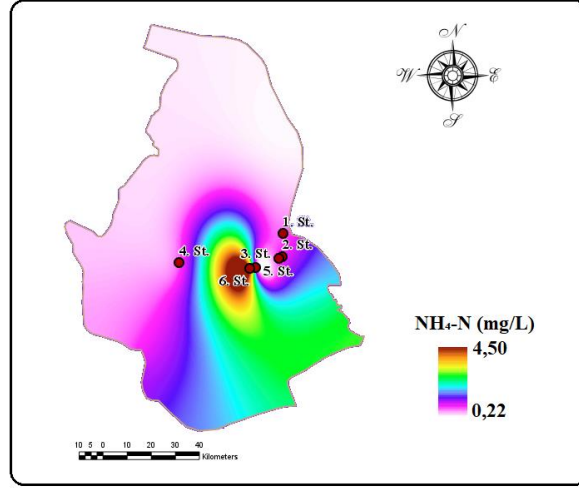 N
W E
S
1. St.
2. St.
3. St.
4. St.
5. St.
6. St.
NH₄-N (mg/L)
4,50
0,22
10 5 0 10 20 30 40
Kilometers